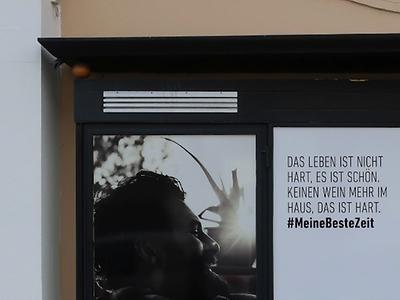 DAS LEBEN IST NICHT
HART, ES IST SCHÖN.
KEINEN WEIN MEHR IM
HAUS, DAS IST HART.
#MeineBesteZeit